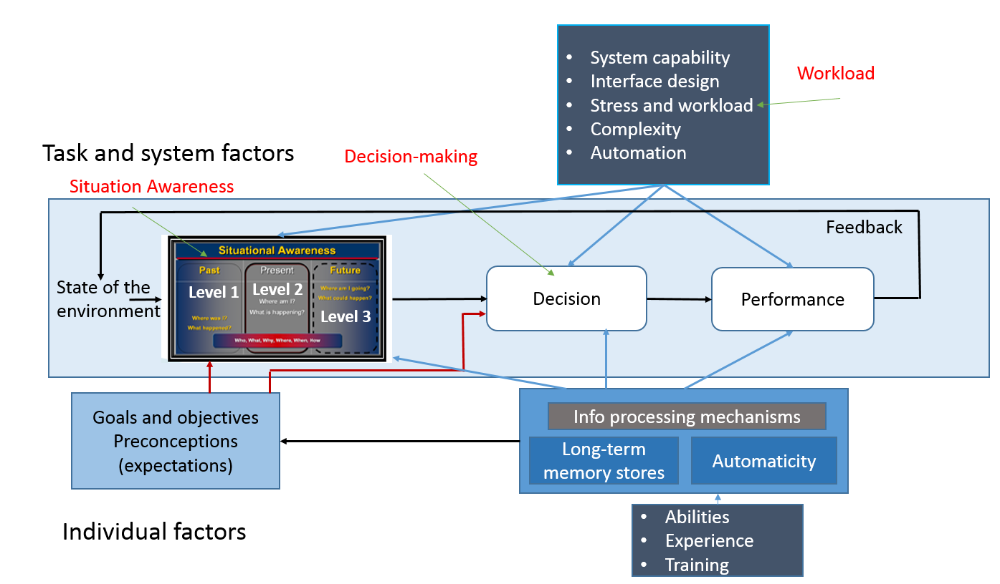 • System capability
• Interface design
• Stress and workload
• Complexity
• Automation
Workload
Task and system factors
Decision-making
Situation Awareness
Feedback
State of the
environment
Situational Awareness
Past
Level 1
Where was I?
What happened?
Present
Level 2
Where am I?
What is happening?
Future
Where am I going?
What could happen?
Level 3
Who, What, Why, Where, When, How
Decision
Performance
Goals and objectives
Preconceptions
(expectations)
Info processing mechanisms
Long-term
memory stores
Automaticity
Individual factors
• Abilities
• Experience
• Training